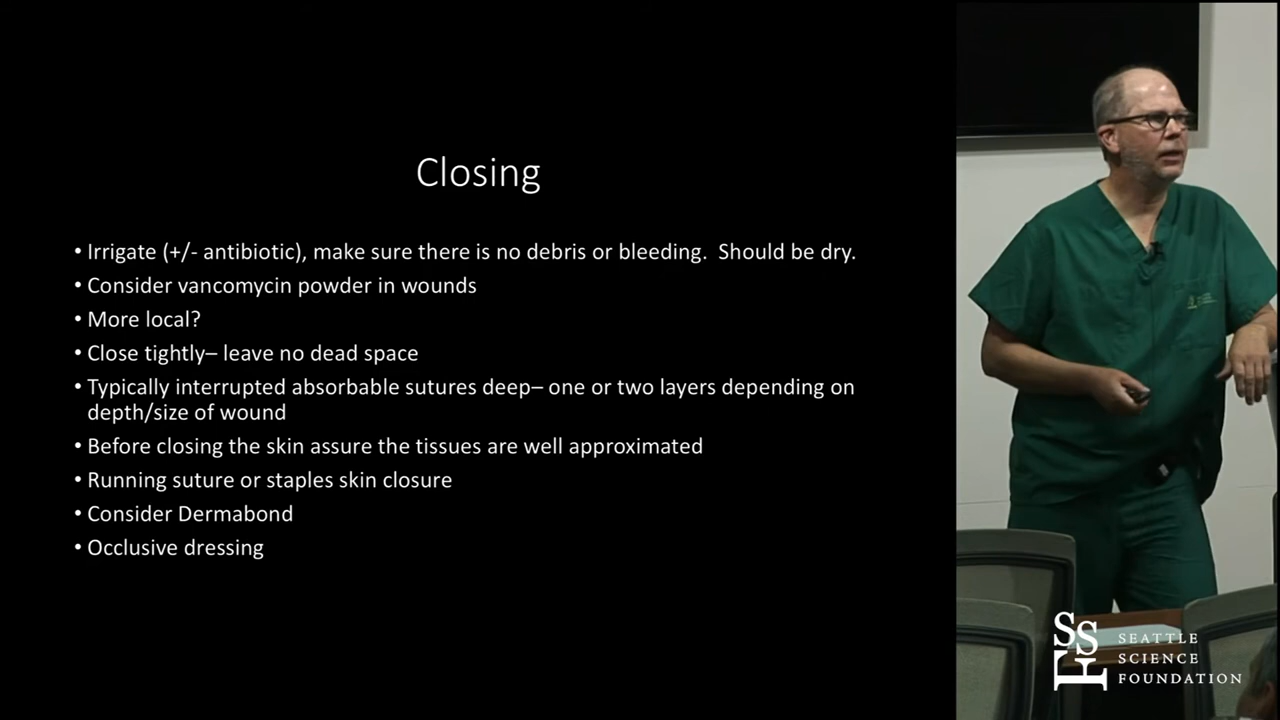 Closing
• Irrigate (+/- antibiotic), make sure there is no debris or bleeding.  Should be dry.
• Consider vancomycin powder in wounds
• More local?
• Close tightly– leave no dead space
• Typically interrupted absorbable sutures deep– one or two layers depending on
depth/size of wound
• Before closing the skin assure the tissues are well approximated
• Running suture or staples skin closure
• Consider Dermabond
• Occlusive dressing
SSF
SEATTLE
SCIENCE
FOUNDATION